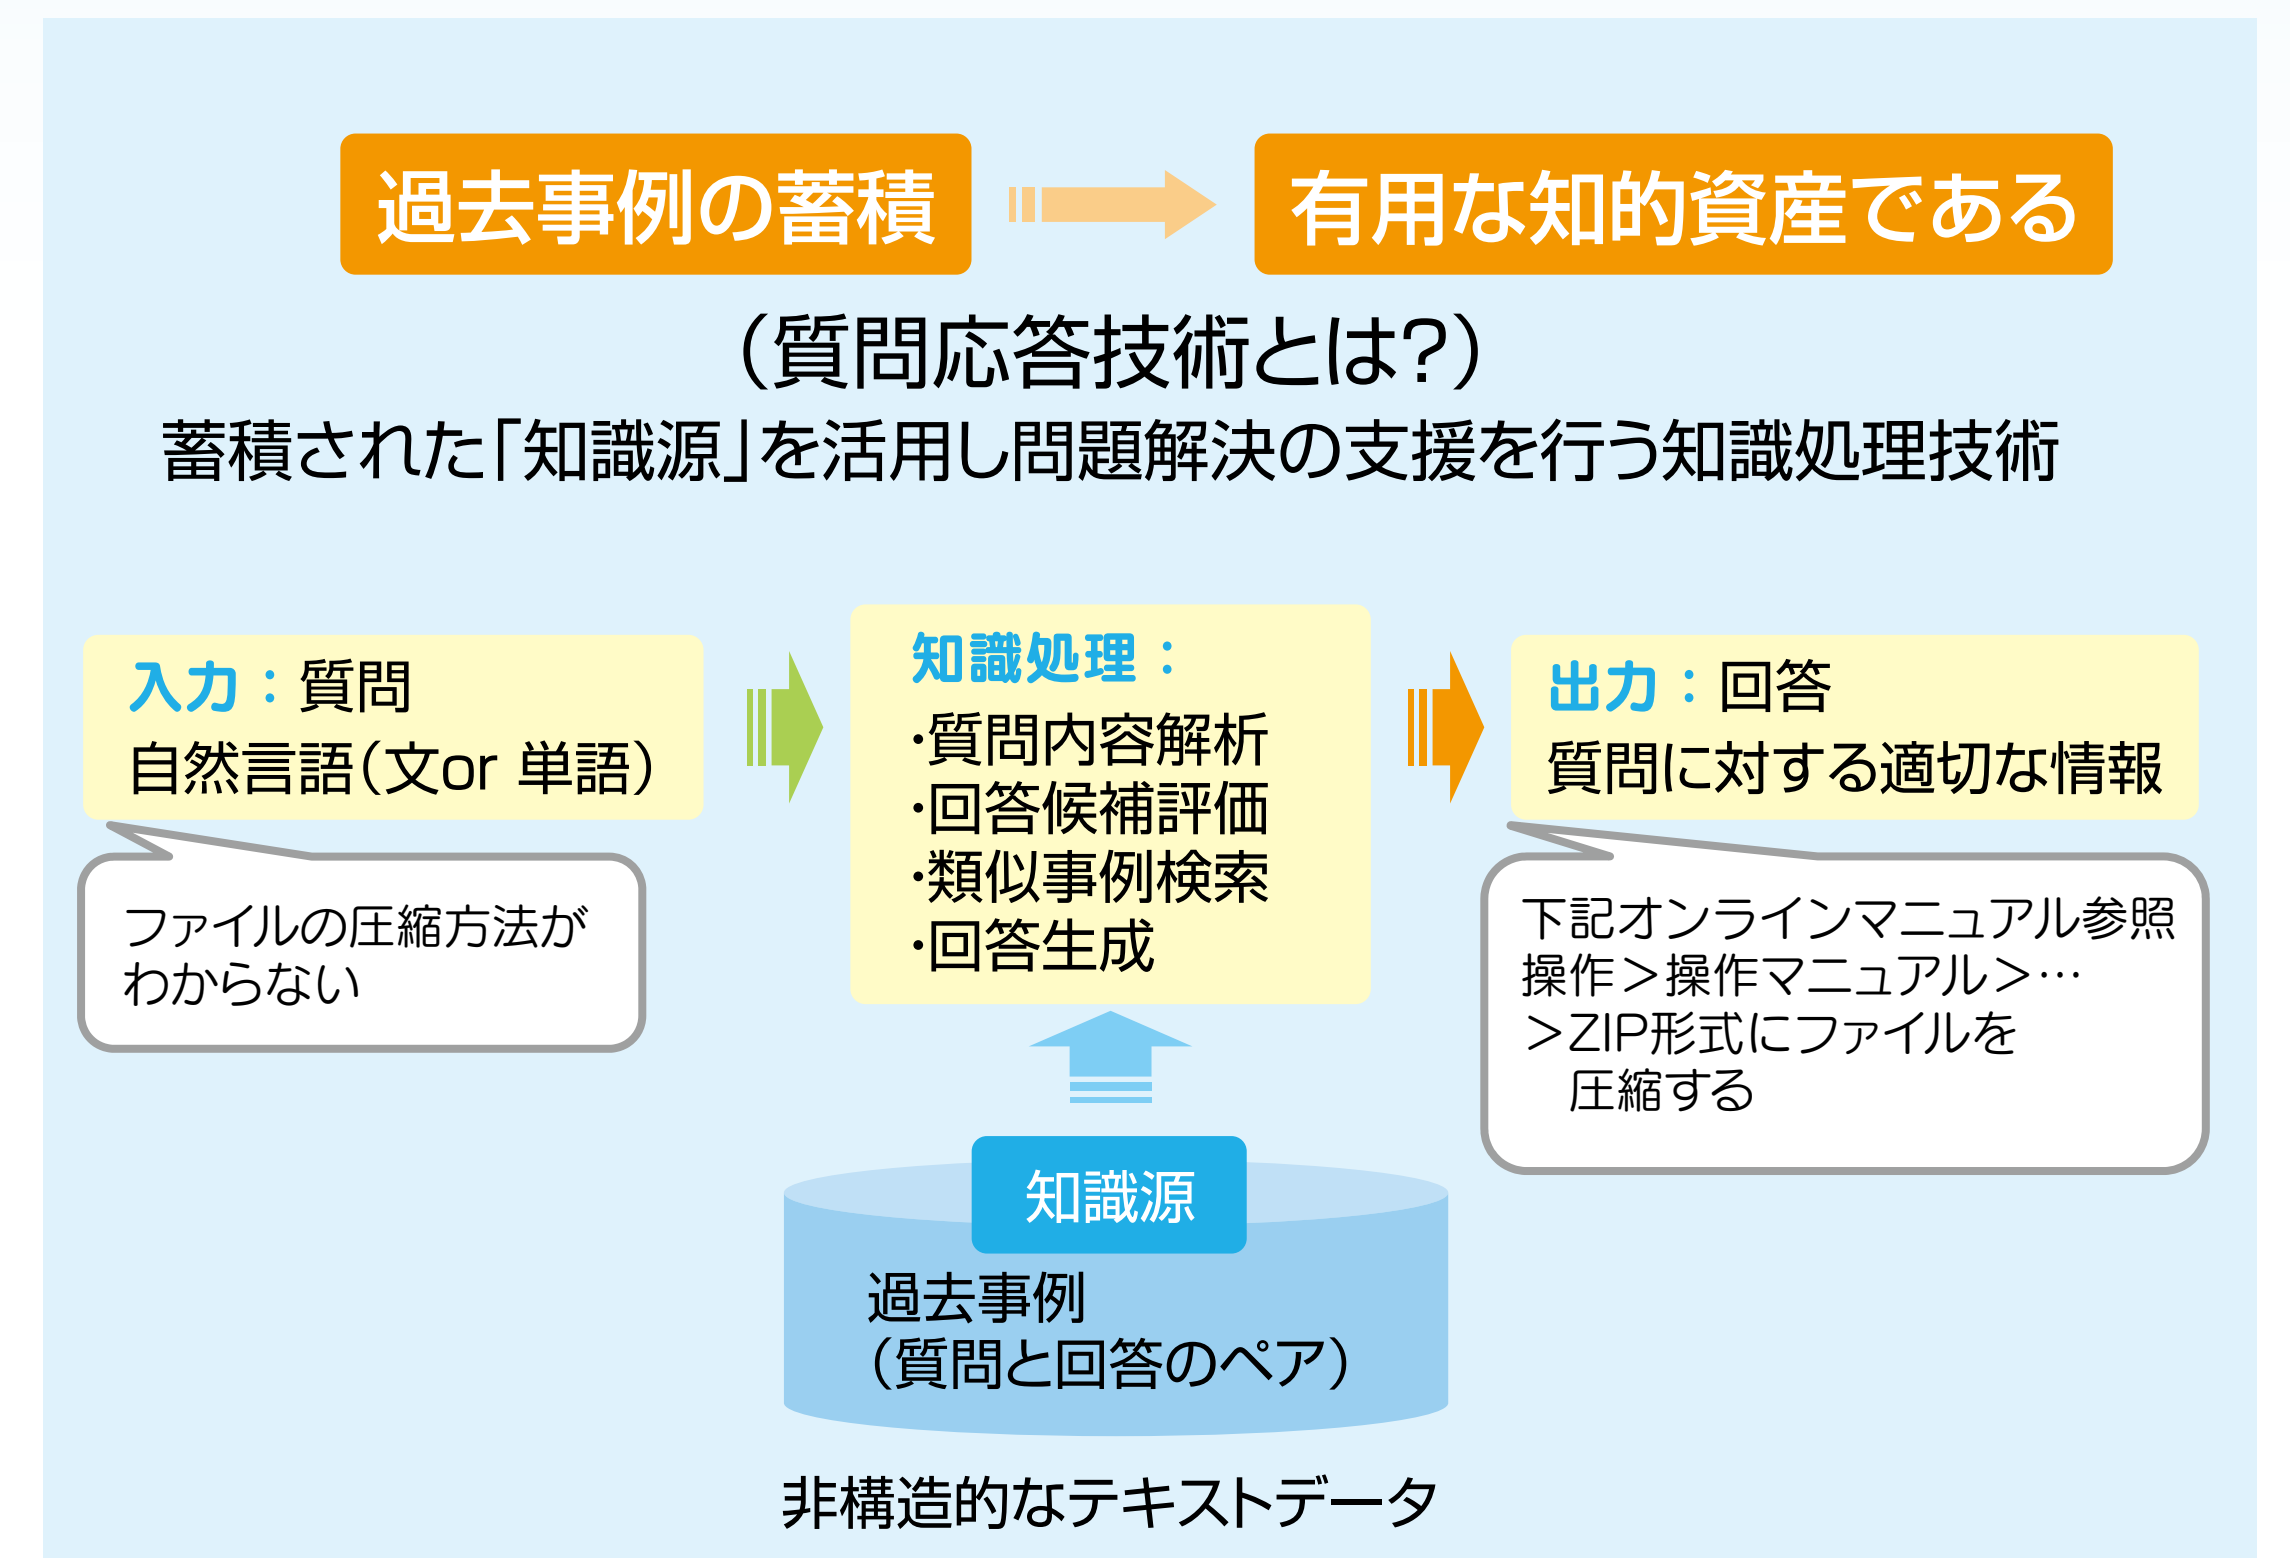 過去事例の蓄積
有用な知的資産である
（質問応答技術とは?）
蓄積された「知識源」を活用し問題解決の支援を行う知識処理技術
入力：質問
自然言語（文or 単語）
ファイルの圧縮方法が
わからない
知識処理：
・質問内容解析
・回答候補評価
・類似事例検索
・回答生成
出力：回答
質問に対する適切な情報
下記オンラインマニュアル参照
操作＞操作マニュアル＞…
＞ZIP形式にファイルを
圧縮する
知識源
過去事例
（質問と回答のペア）
非構造的なテキストデータ